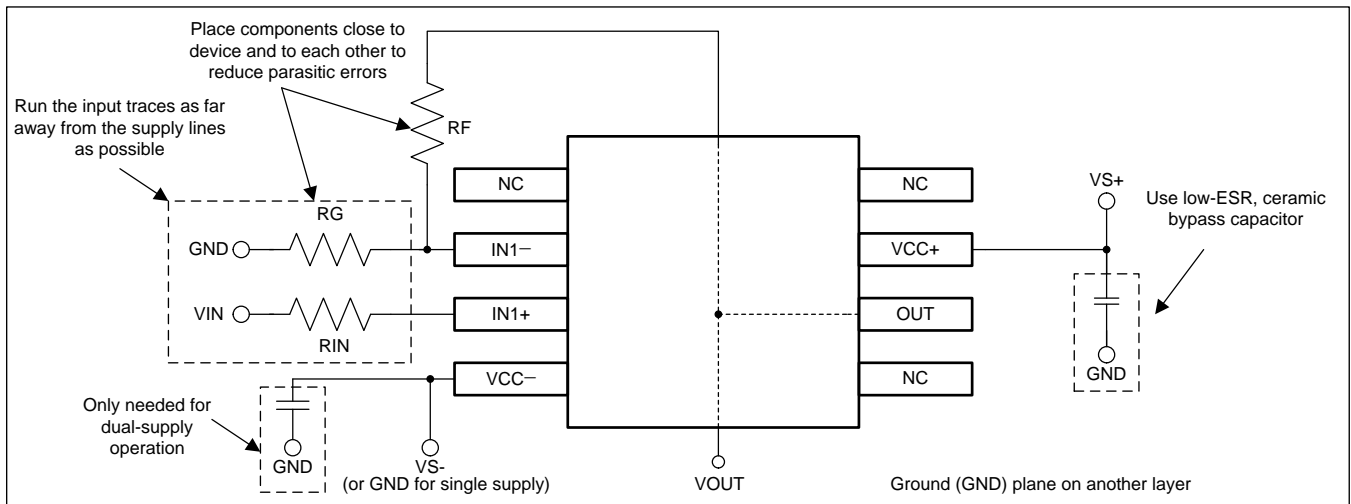 Place components close to
device and to each other to
reduce parasitic errors
Run the input traces as far
away from the supply lines
as possible
RF
NC
NC
VS+
Use low-ESR, ceramic
bypass capacitor
RG
GND
IN1−
VCC+
VIN
IN1+
OUT
RIN
VCC−
NC
GND
Only needed for
dual-supply
operation
GND
VS-
(or GND for single supply)
VOUT
Ground (GND) plane on another layer